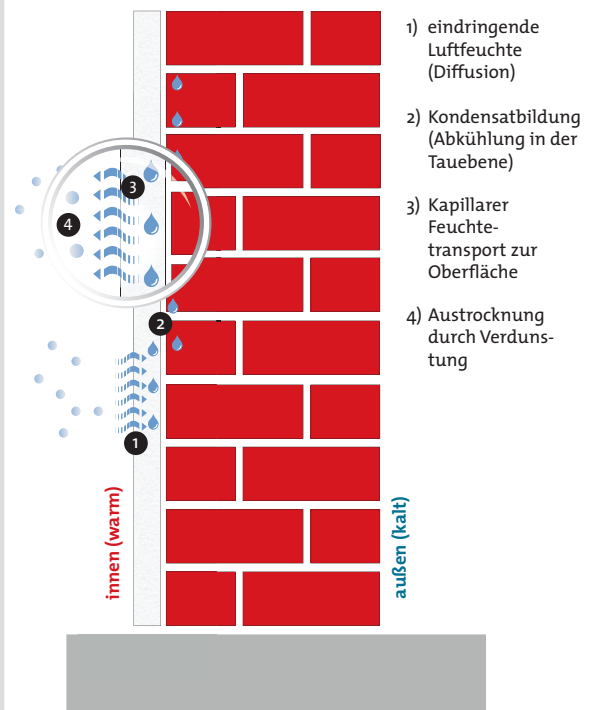 1) eindringende
Luftfeuchte
(Diffusion)
2) Kondensatbildung
(Abkühlung in der
Tauebene)
3) Kapillarer
Feuchte-
transport zur
Oberfläche
4) Austrocknung
durch Verduns-
tung
3
4
2
1
innen (warm)
außen (kalt)